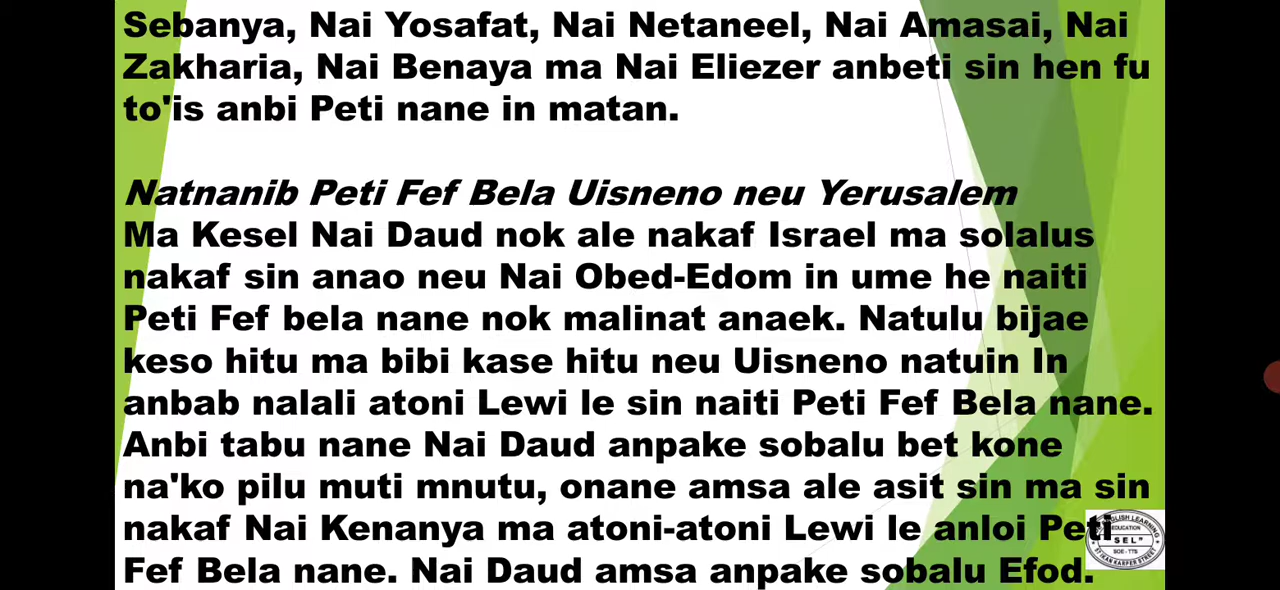 Sebanya, Nai Yosafat, Nai Netaneel, Nai Amasai, Nai
Zakharia, Nai Benaya ma Nai Eliezer anbeti sin hen fu
to'is anbi Peti nane in matan.
Natnanib Peti Fef Bela Uisneno neu Yerusalem
Ma Kesel Nai Daud nok ale nakaf Israel ma solalus
nakaf sin anao neu Nai Obed-Edom in ume he naiti
Peti Fef bela nane nok malinat anaek. Natulu bijae
keso hitu ma bibi kase hitu neu Uisneno natuin In
anbab nalali atoni Lewi le sin naiti Peti Fef Bela nane.
Anbi tabu nane Nai Daud anpake sobalu bet kone
na'ko pilu muti mnutu, onane amsa ale asit sin ma sin
nakaf Nai Kenanya ma atoni-atoni Lewi le anloi Peti
Fef Bela nane. Nai Daud amsa anpake sobalu Efod.
ENGLISH LEARNING
EDUCATION
"SEL"
SOE - TTS